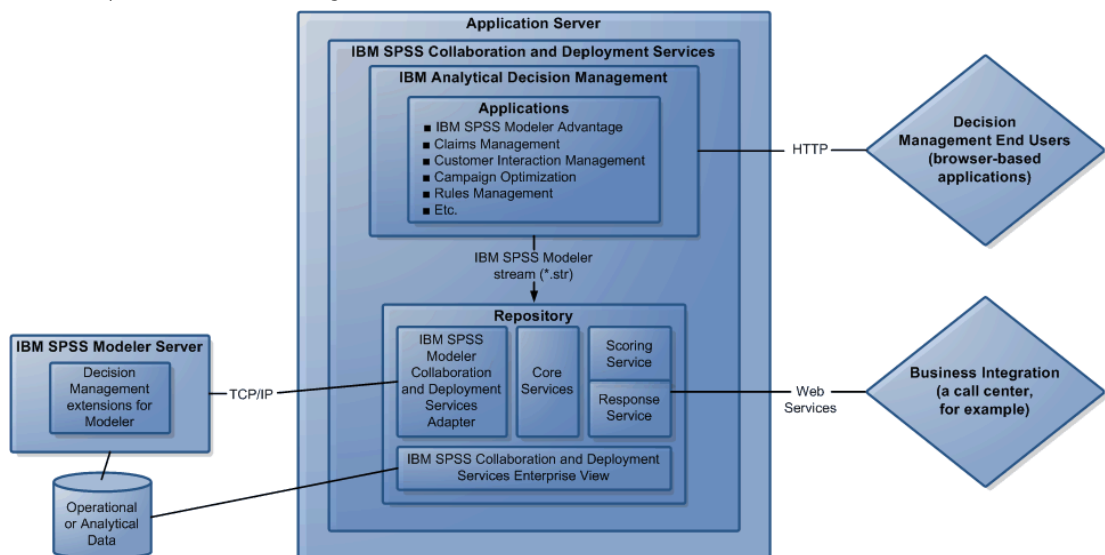 Application Server
IBM SPSS Collaboration and Deployment Services
IBM Analytical Decision Management
Applications
■ IBM SPSS Modeler Advantage
■ Claims Management
■ Customer Interaction Management
■ Campaign Optimization
■ Rules Management
■ Etc.
HTTP
Decision
Management End Users
(browser-based
applications)
IBM SPSS Modeler
stream (*.str)
Repository
IBM SPSS
Modeler
Collaboration
and Deployment
Services
Adapter
Core
Services
Scoring
Service
Response
Service
IBM SPSS Collaboration and Deployment
Services Enterprise View
IBM SPSS Modeler Server
Decision
Management
extensions for
Modeler
TCP/IP
Operational
or Analytical
Data
Web
Services
Business Integration
(a call center,
for example)